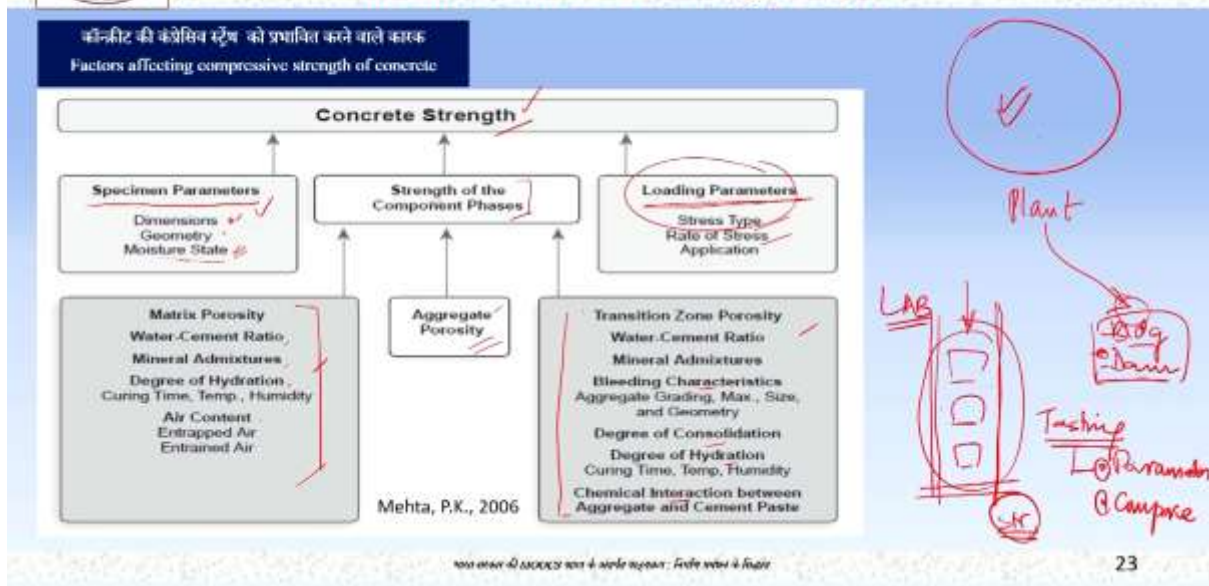 कॉन्क्रीट की कंप्रेसिव स्ट्रेंथ को प्रभावित करने वाले कारक
Factors affecting compressive strength of concrete
Concrete Strength
Specimen Parameters
Dimensions
Geometry
Moisture State
Strength of the
Component Phases
Loading Parameters
Stress Type
Rate of Stress
Application
Matrix Porosity
Water-Cement Ratio
Mineral Admixtures
Degree of Hydration
Curing Time, Temp., Humidity
Air Content
Entrapped Air
Entrained Air
Aggregate
Porosity
Transition Zone Porosity
Water-Cement Ratio
Mineral Admixtures
Bleeding Characteristics
Aggregate Grading, Max., Size,
and Geometry
Degree of Consolidation
Degree of Hydration
Curing Time, Temp, Humidity
Chemical Interaction between
Aggregate and Cement Paste
Mehta, P.K., 2006
Plant
LAB
Bdg
Dam
Testing
23